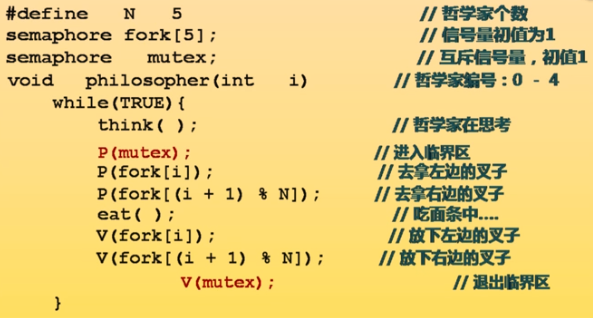 #define N 5 // 哲学家个数
semaphore fork[5]; // 信号量初值为1
semaphore mutex; // 互斥信号量，初值1
void philosopher(int i) // 哲学家编号：0 - 4
while(TRUE){
think( ); // 哲学家在思考
P(mutex); // 进入临界区
P(fork[i]); // 去拿左边的叉子
P(fork[(i + 1) % N]); // 去拿右边的叉子
eat( ); // 吃面条中....
V(fork[i]); // 放下左边的叉子
V(fork[(i + 1) % N]); // 放下右边的叉子
V(mutex); // 退出临界区
}